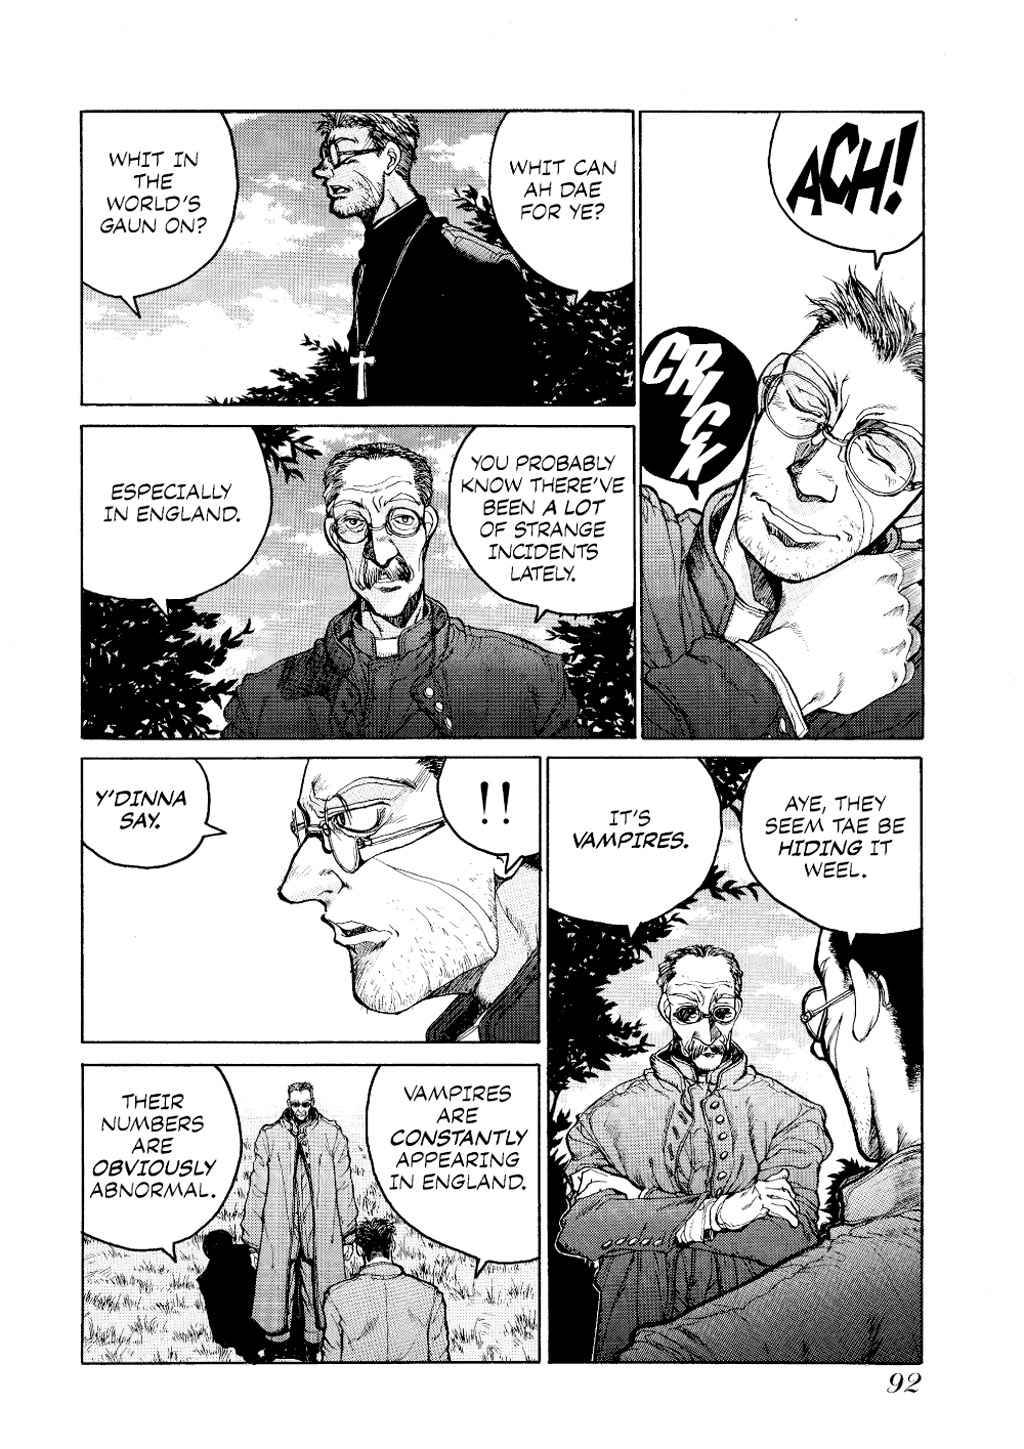 ACH!
CRICK
WHIT CAN
AH DAE
FOR YE?
WHIT IN
THE
WORLD'S
GAUN ON?
YOU PROBABLY
KNOW THERE'VE
BEEN A LOT
OF STRANGE
INCIDENTS
LATELY.
ESPECIALLY
IN ENGLAND.
AYE, THEY
SEEM TAE BE
HIDING IT
WEEL.
IT'S
VAMPIRES.
!!
Y'DINNA
SAY.
VAMPIRES
ARE
CONSTANTLY
APPEARING
IN ENGLAND.
THEIR
NUMBERS
ARE
OBVIOUSLY
ABNORMAL.
92